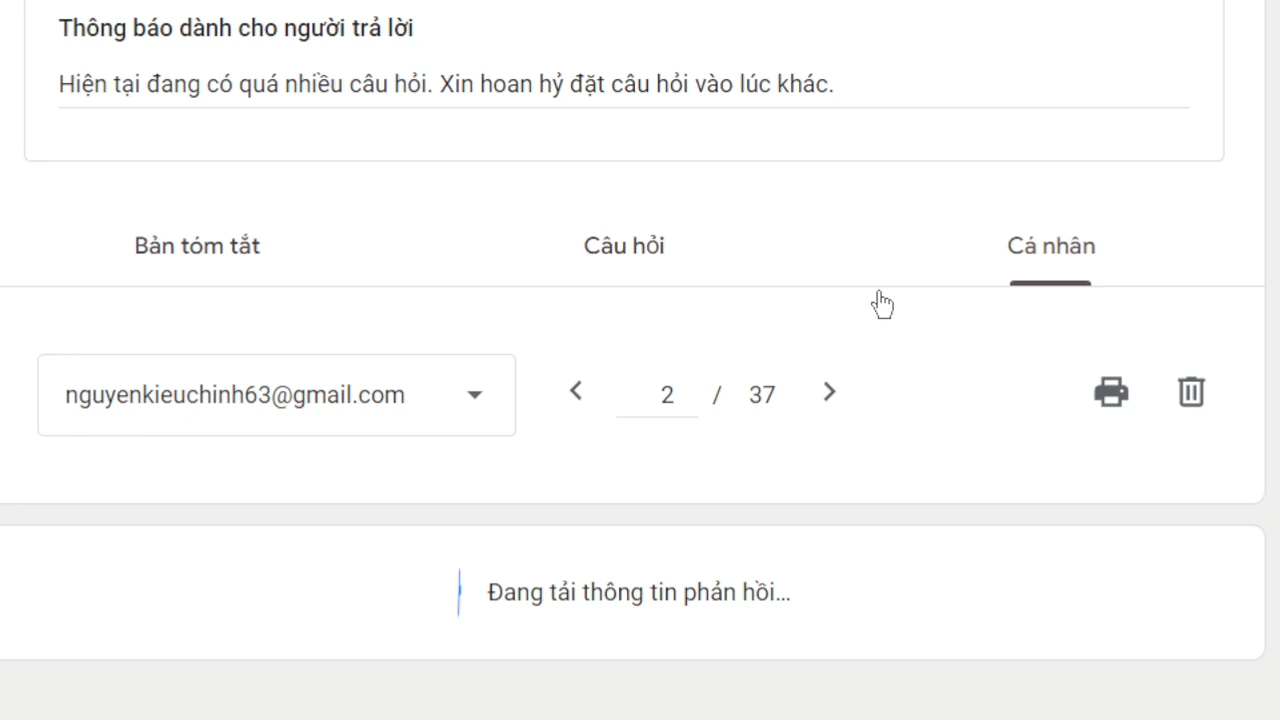 Thông báo dành cho người trả lời
Hiện tại đang có quá nhiều câu hỏi. Xin hoan hỷ đặt câu hỏi vào lúc khác.
Bản tóm tắt Câu hỏi Cá nhân
nguyenkieuchinh63@gmail.com 2 / 37
Đang tải thông tin phản hồi...